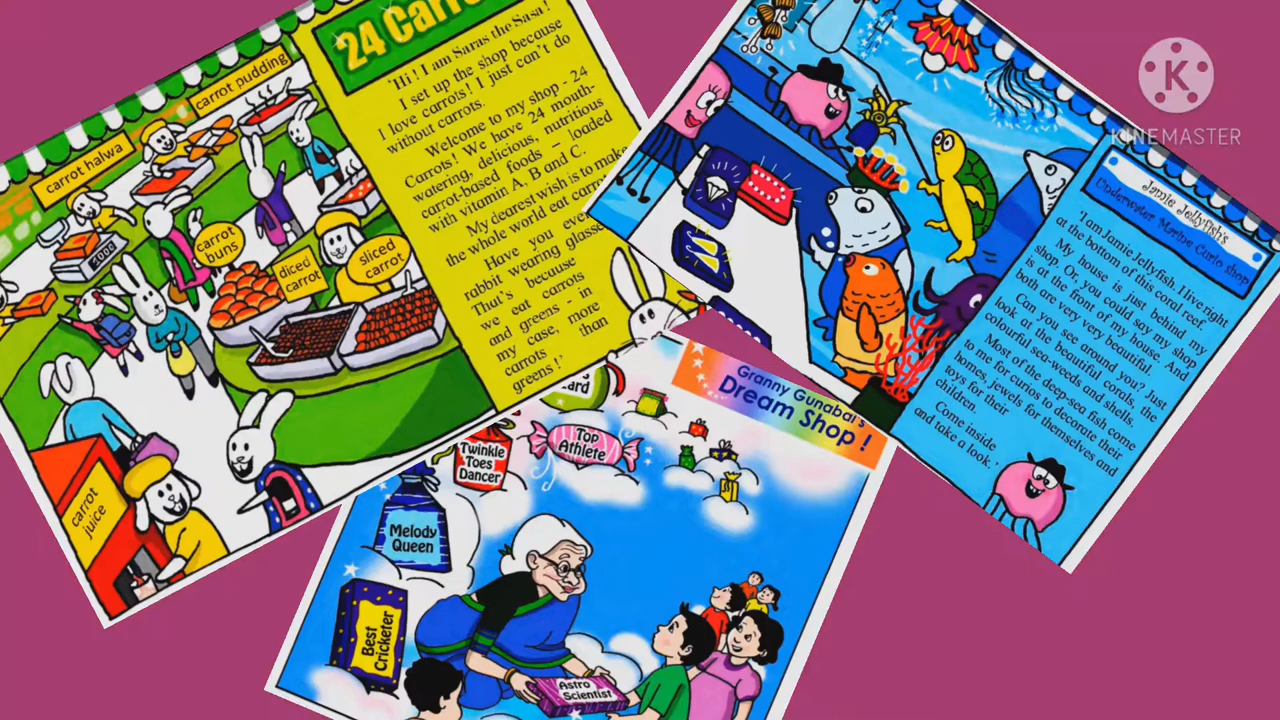 24
carrot pudding
carrot halwa
carrot
buns
diced
carrot
sliced
carrot
carrot
juice
'Hi ! I am Saras the Sasa !
I set up the shop because
I love carrots! I just can't do
without carrots.
Welcome to my shop - 24
Carrots! We have 24 mouth-
watering, delicious, nutritious
carrot-based foods – loaded
with vitamin A, B and C.
My dearest wish is to make
the whole world eat
Have you
rabbit wearing
That's because
we eat carrots
and greens - in
my case, more
carrots than
greens !'
KINEMASTER
Jamie Jellyfish's
Underwater Marine Curio shop
'I am Jamie Jellyfish. I live right
at the bottom of this coral reef.
My house is just behind my
shop. Or, you could say my shop
is at the front of my house. And
both are very very beautiful.
Can you see around you? Just
look at the beautiful corals, the
colourful sea-weeds and shells.
Most of the deep-sea fish come
to me for curios to decorate their
homes, jewels for themselves and
toys for their
children.
Come inside
and take a look.'
Granny Gunabai's
Dream Shop !
Top
Athlete
Twinkle
Toes
Dancer
Melody
Queen
Best
Cricketer
Astro
Scientist